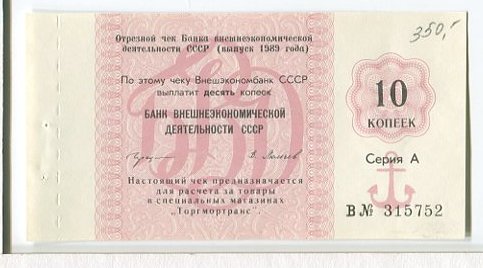 350,-
Отрезной чек Банка внешнеэкономической
деятельности СССР (выпуск 1989 года)
По этому чеку Внешэкономбанк СССР
выплатит десять копеек
БАНК ВНЕШНЕЭКОНОМИЧЕСКОЙ
ДЕЯТЕЛЬНОСТИ СССР
Настоящий чек предназначается
для расчета за товары
в специальных магазинах
"Торгмортранс".
10
КОПЕЕК
Серия А
В № 315752